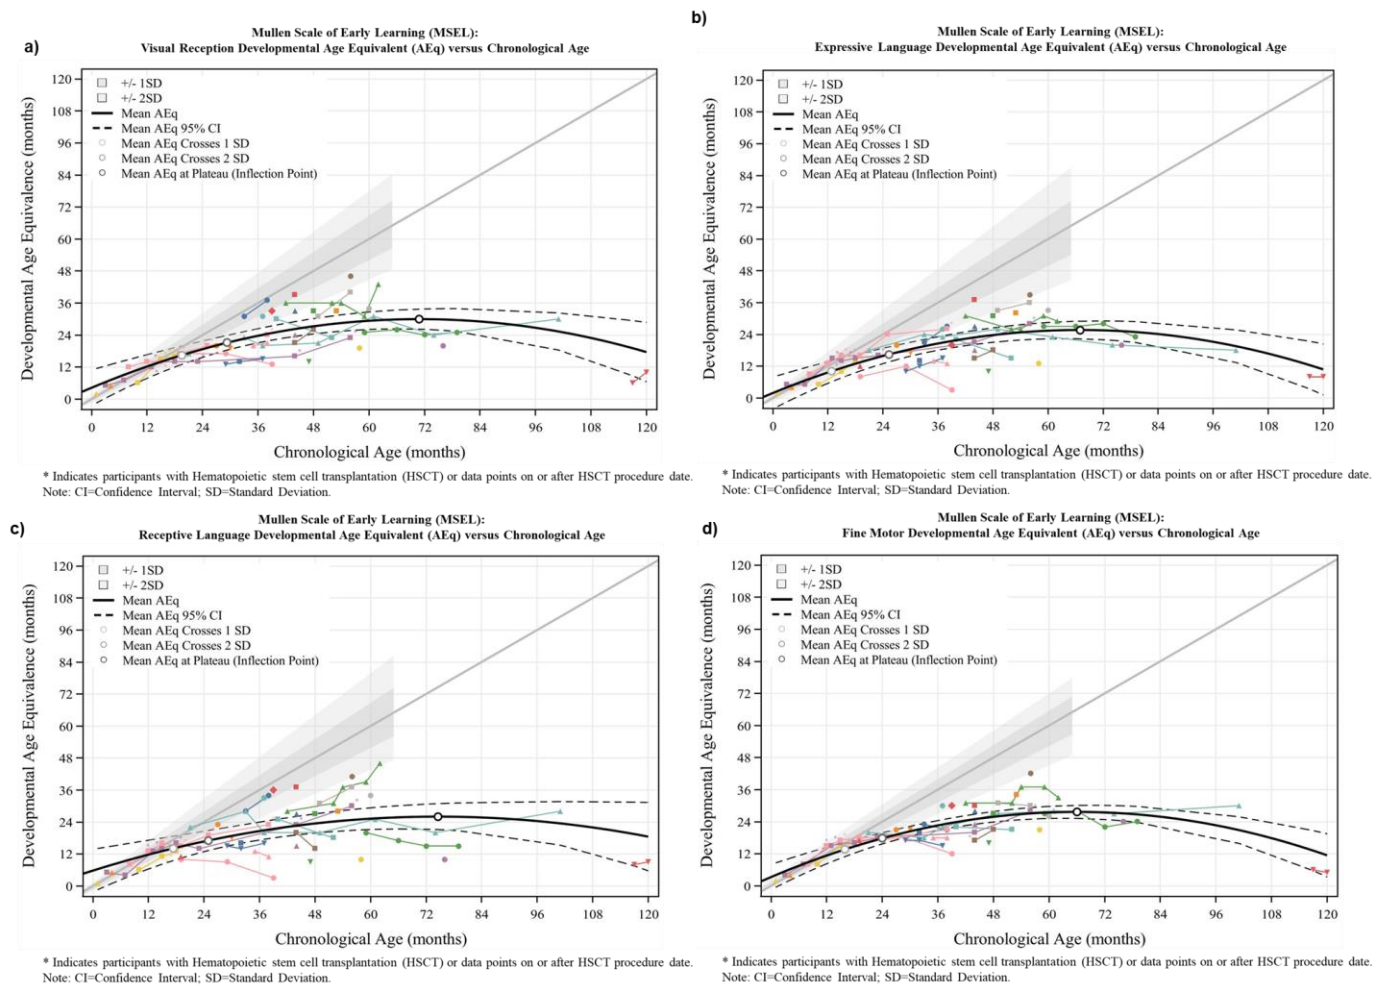 a)
Mullen Scale of Early Learning (MSEL):
Visual Reception Developmental Age Equivalent (AEq) versus Chronological Age
Developmental Age Equivalence (months)
120
108
96
84
72
60
48
36
24
12
0
+/- 1SD
+/- 2SD
Mean AEq
Mean AEq 95% CI
Mean AEq Crosses 1 SD
Mean AEq Crosses 2 SD
Mean AEq at Plateau (Inflection Point)
0 12 24 36 48 60 72 84 96 108 120
Chronological Age (months)
* Indicates participants with Hematopoietic stem cell transplantation (HSCT) or data points on or after HSCT procedure date.
Note: CI=Confidence Interval; SD=Standard Deviation.
b)
Mullen Scale of Early Learning (MSEL):
Expressive Language Developmental Age Equivalent (AEq) versus Chronological Age
Developmental Age Equivalence (months)
120
108
96
84
72
60
48
36
24
12
0
+/- 1SD
+/- 2SD
Mean AEq
Mean AEq 95% CI
Mean AEq Crosses 1 SD
Mean AEq Crosses 2 SD
Mean AEq at Plateau (Inflection Point)
0 12 24 36 48 60 72 84 96 108 120
Chronological Age (months)
* Indicates participants with Hematopoietic stem cell transplantation (HSCT) or data points on or after HSCT procedure date.
Note: CI=Confidence Interval; SD=Standard Deviation.
c)
Mullen Scale of Early Learning (MSEL):
Receptive Language Developmental Age Equivalent (AEq) versus Chronological Age
Developmental Age Equivalence (months)
120
108
96
84
72
60
48
36
24
12
0
+/- 1SD
+/- 2SD
Mean AEq
Mean AEq 95% CI
Mean AEq Crosses 1 SD
Mean AEq Crosses 2 SD
Mean AEq at Plateau (Inflection Point)
0 12 24 36 48 60 72 84 96 108 120
Chronological Age (months)
* Indicates participants with Hematopoietic stem cell transplantation (HSCT) or data points on or after HSCT procedure date.
Note: CI=Confidence Interval; SD=Standard Deviation.
d)
Mullen Scale of Early Learning (MSEL):
Fine Motor Developmental Age Equivalent (AEq) versus Chronological Age
Developmental Age Equivalence (months)
120
108
96
84
72
60
48
36
24
12
0
+/- 1SD
+/- 2SD
Mean AEq
Mean AEq 95% CI
Mean AEq Crosses 1 SD
Mean AEq Crosses 2 SD
Mean AEq at Plateau (Inflection Point)
0 12 24 36 48 60 72 84 96 108 120
Chronological Age (months)
* Indicates participants with Hematopoietic stem cell transplantation (HSCT) or data points on or after HSCT procedure date.
Note: CI=Confidence Interval; SD=Standard Deviation.